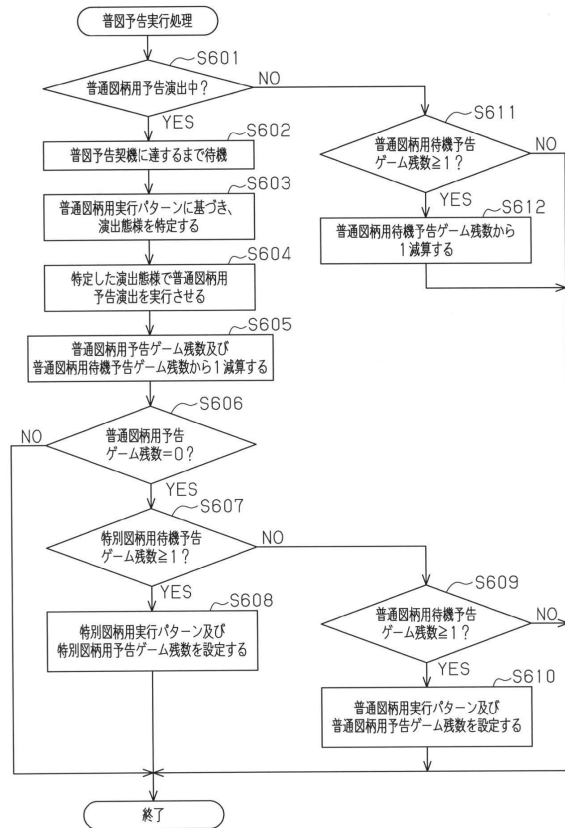 普図予告実行処理
S601
普通図柄用予告演出中?
NO
YES
S602
普図予告契機に達するまで待機
S603
普通図柄用実行パターンに基づき、
演出態様を特定する
S604
特定した演出態様で普通図柄用
予告演出を実行させる
S605
普通図柄用予告ゲーム残数及び
普通図柄用待機予告ゲーム残数から1減算する
S606
普通図柄用予告
ゲーム残数=0?
NO
YES
S607
特別図柄用待機予告
ゲーム残数≧1?
NO
YES
S608
特別図柄用実行パターン及び
特別図柄用予告ゲーム残数を設定する
S609
普通図柄用待機予告
ゲーム残数≧1?
NO
YES
S610
普通図柄用実行パターン及び
普通図柄用予告ゲーム残数を設定する
S611
普通図柄用待機予告
ゲーム残数≧1?
NO
YES
S612
普通図柄用待機予告ゲーム残数から
1減算する
終了